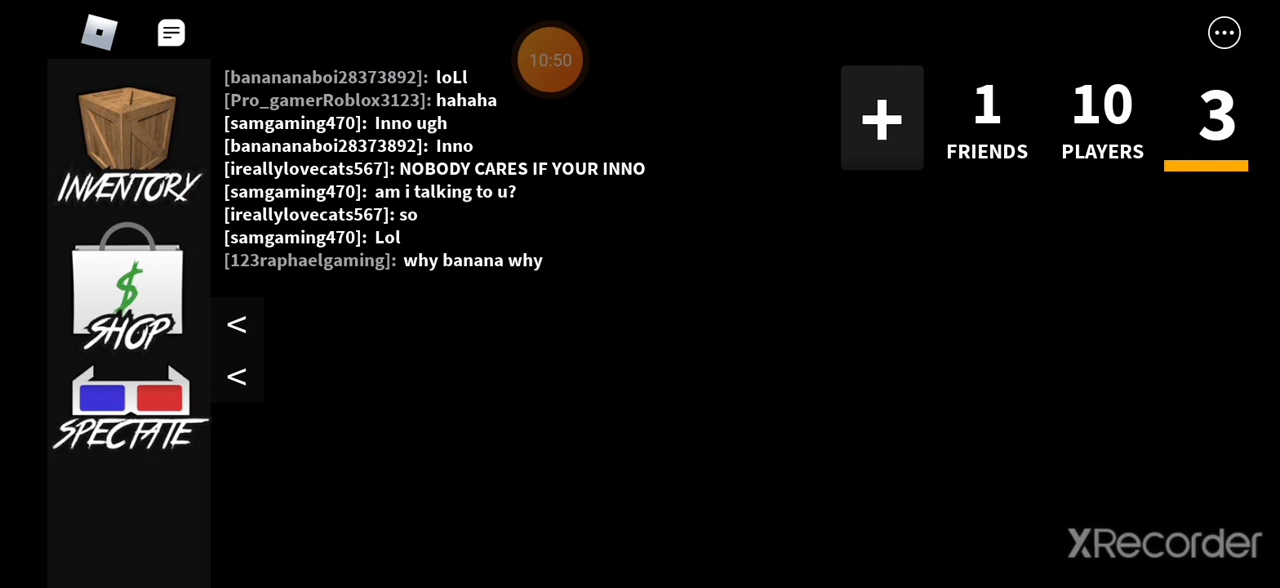 10:50
[banananaboi28373892]: loLl
[Pro_gamerRoblox3123]: hahaha
[samgaming470]: Inno ugh
[banananaboi28373892]: Inno
[ireallylovecats567]: NOBODY CARES IF YOUR INNO
[samgaming470]: am i talking to u?
[ireallylovecats567]: so
[samgaming470]: Lol
[123raphaelgaming]: why banana why
+
1
FRIENDS
10
PLAYERS
3
INVENTORY
$
SHOP
<
<
SPECTATE
XRecorder